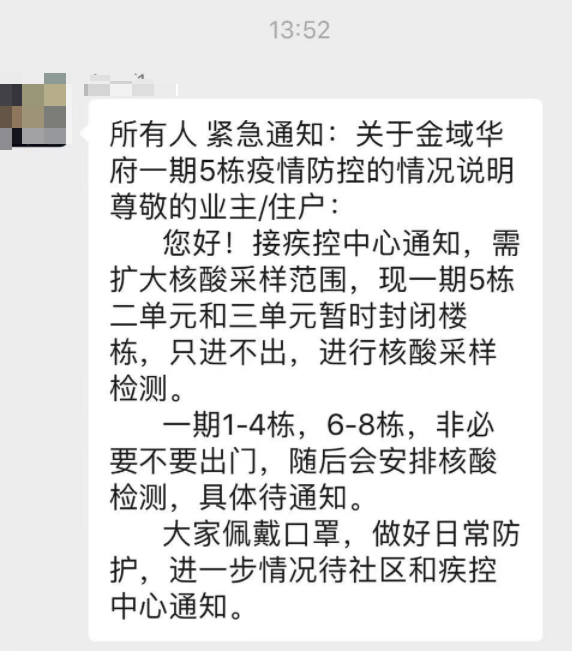 13:52
所有人 紧急通知：关于金域华
府一期5栋疫情防控的情况说明
尊敬的业主/住户：
您好！接疾控中心通知，需
扩大核酸采样范围，现一期5栋
二单元和三单元暂时封闭楼
栋，只进不出，进行核酸采样
检测。
一期1-4栋，6-8栋，非必
要不要出门，随后会安排核酸
检测，具体待通知。
大家佩戴口罩，做好日常防
护，进一步情况待社区和疾控
中心通知。